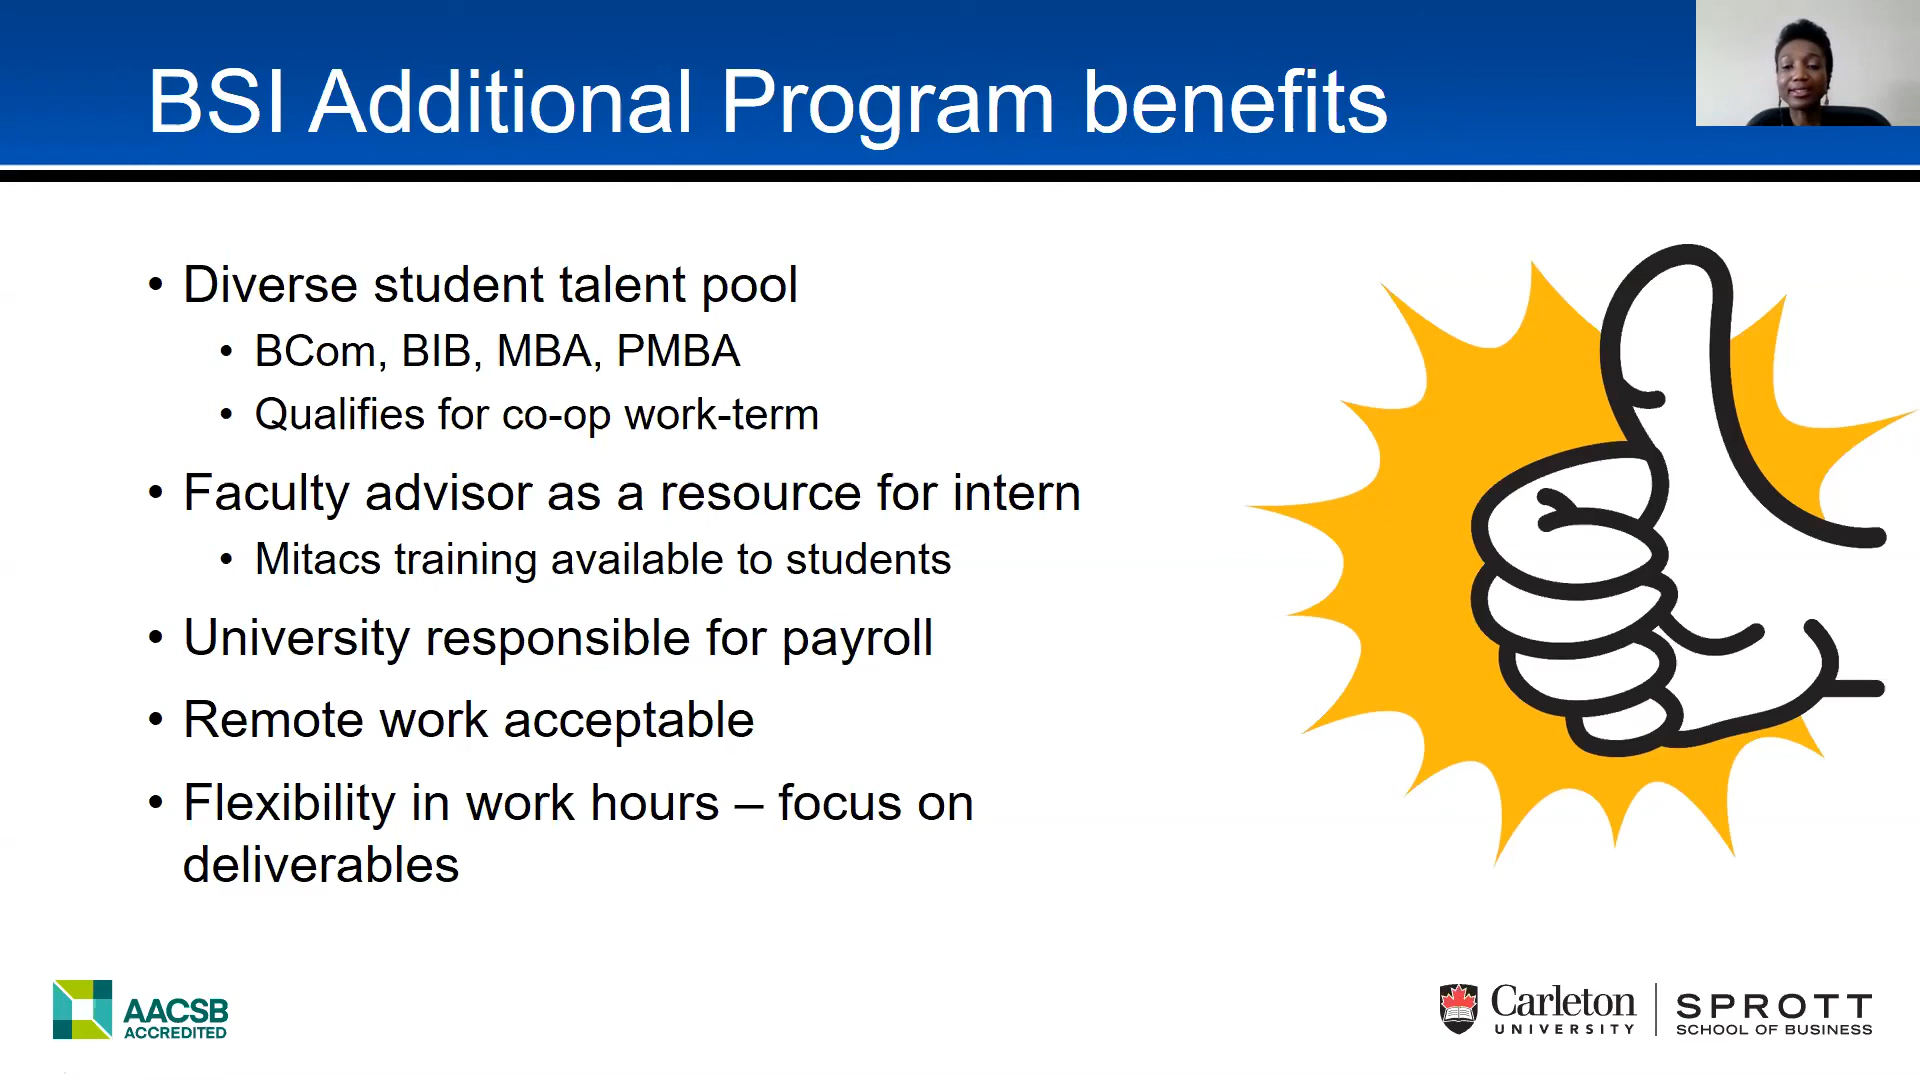 BSI Additional Program benefits
• Diverse student talent pool
• BCom, BIB, MBA, PMBA
• Qualifies for co-op work-term
• Faculty advisor as a resource for intern
• Mitacs training available to students
• University responsible for payroll
• Remote work acceptable
• Flexibility in work hours – focus on
deliverables
AACSB
ACCREDITED
Carleton
UNIVERSITY
SPROTT
SCHOOL OF BUSINESS